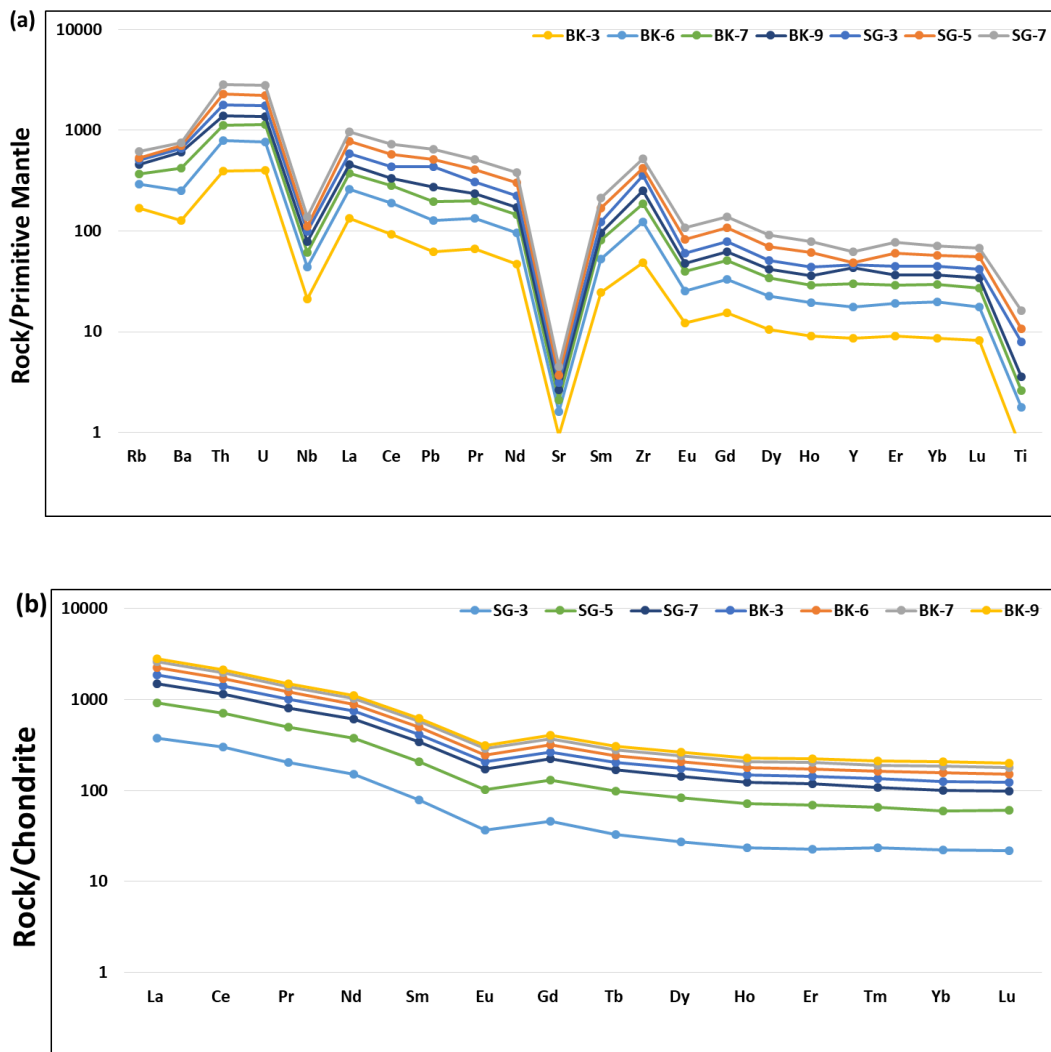 (a)
10000
BK-3 BK-6 BK-7 BK-9 SG-3 SG-5 SG-7
1000
100
10
1
Rock/Primitive Mantle
Rb Ba Th U Nb La Ce Pb Pr Nd Sr Sm Zr Eu Gd Dy Ho Y Er Yb Lu Ti
(b)
10000
SG-3 SG-5 SG-7 BK-3 BK-6 BK-7 BK-9
1000
100
10
1
Rock/Chondrite
La Ce Pr Nd Sm Eu Gd Tb Dy Ho Er Tm Yb Lu